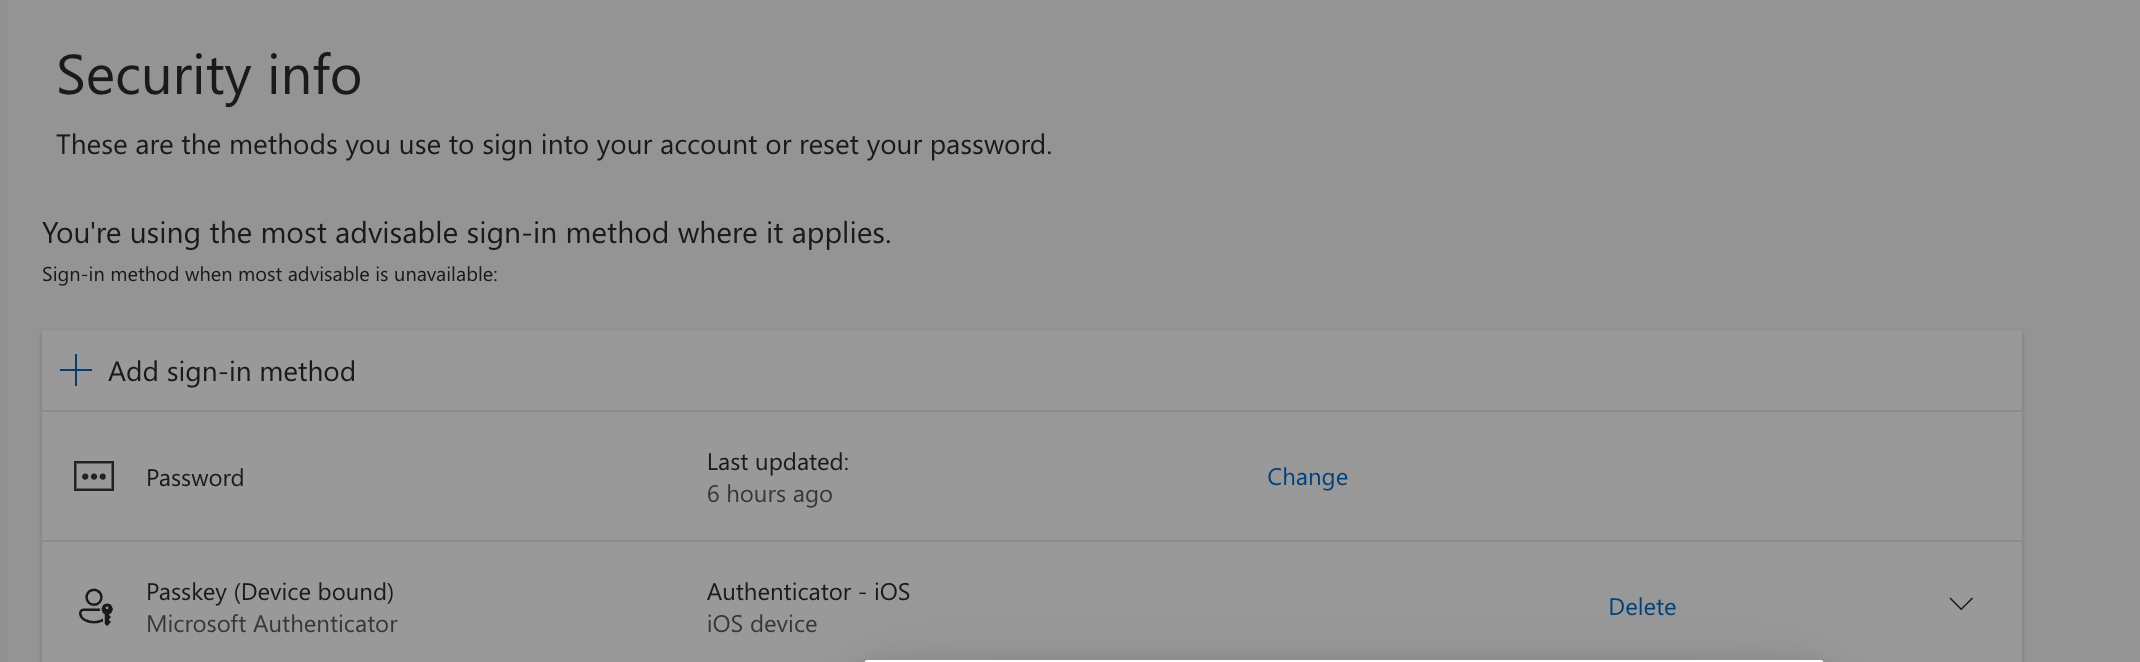 Security info
These are the methods you use to sign into your account or reset your password.
You're using the most advisable sign-in method where it applies.
Sign-in method when most advisable is unavailable:
Add sign-in method
Password
Last updated:
6 hours ago
Change
Passkey (Device bound)
Microsoft Authenticator
Authenticator - iOS
iOS device
Delete